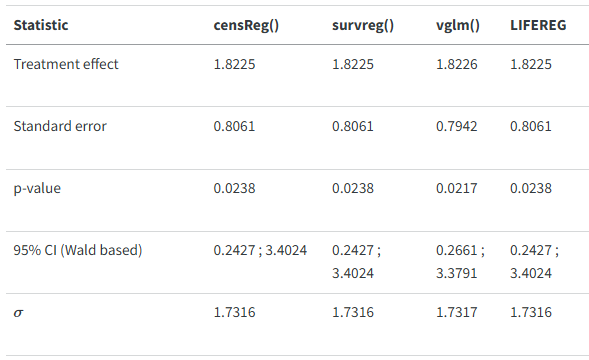 Statistic censReg() survreg() vglm() LIFEREG
Treatment effect 1.8225 1.8225 1.8226 1.8225
Standard error 0.8061 0.8061 0.7942 0.8061
p-value 0.0238 0.0238 0.0217 0.0238
95% CI (Wald based) 0.2427 ; 3.4024 0.2427 ; 0.2661 ; 0.2427 ;
3.4024 3.3791 3.4024
σ 1.7316 1.7316 1.7317 1.7316